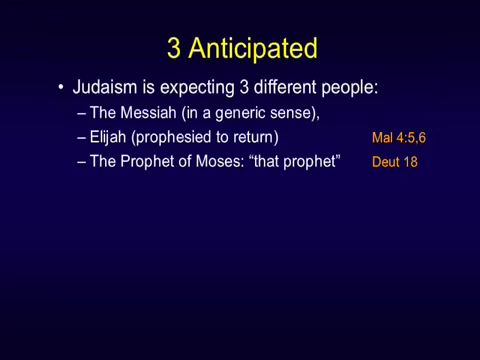 3 Anticipated
• Judaism is expecting 3 different people:
– The Messiah (in a generic sense),
– Elijah (prophesied to return) Mal 4:5,6
– The Prophet of Moses: “that prophet” Deut 18